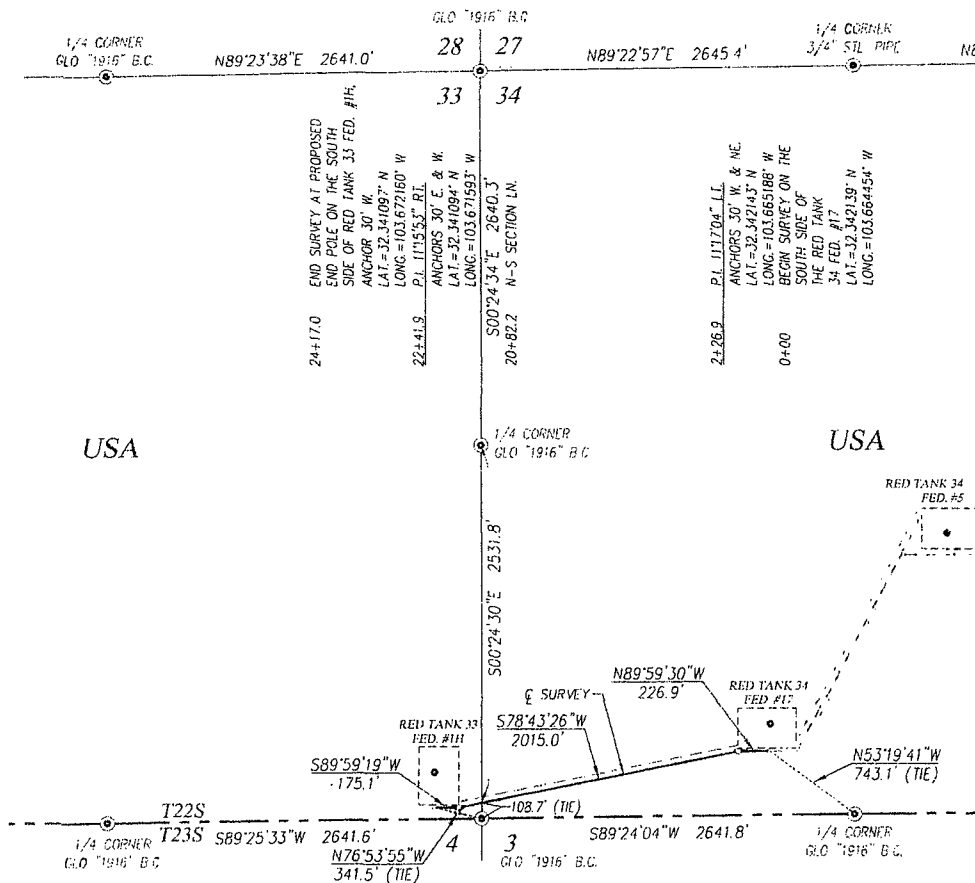 GLO "1916" B.C
1/4 CORNER
GLO "1916" B.C.
N89°23'38"E 2641.0'
28 27
N89°22'57"E 2645.4'
1/4 CORNER
3/4" STL PIPE
33 34
24+17.0
END SURVEY AT PROPOSED
END POLE ON THE SOUTH
SIDE OF RED TANK 33 FED. #1H,
ANCHOR 30' W.
LAT.=32.341097° N
LONG.=103.672160° W
22+41.9 P.I. 11°15'53" RT.
ANCHORS 30' E. & W.
LAT.=32.341094° N
LONG.=103.671593° W
S00°24'34"E 2640.3'
20+82.2 N-S SECTION LN.
2+26.9 P.I. 11°17'04" LT.
ANCHORS 30' W. & NE.
LAT.=32.342143° N
LONG.=103.665186° W
0+00
BEGIN SURVEY ON THE
SOUTH SIDE OF
THE RED TANK
34 FED. #17
LAT.=32.342139° N
LONG.=103.664454° W
USA
1/4 CORNER
GLO "1916" B.C
USA
RED TANK 34
FED. #5
S00°24'30"E 2531.8'
N89°59'30"W
226.9'
RED TANK 34
FED. #17
℄ SURVEY
S78°43'26"W
2015.0'
RED TANK 33
FED. #1H
S89°59'19"W
175.1'
N53°19'41"W
743.1' (TIE)
108.7' (TIE)
T22S
T23S
S89°25'33"W 2641.6'
4 3
S89°24'04"W 2641.8'
1/4 CORNER
GLO "1916" B.C.
N76°53'55"W
341.5' (TIE)
GLO "1916" B.C.
1/4 CORNER
GLO "1916" B.C.